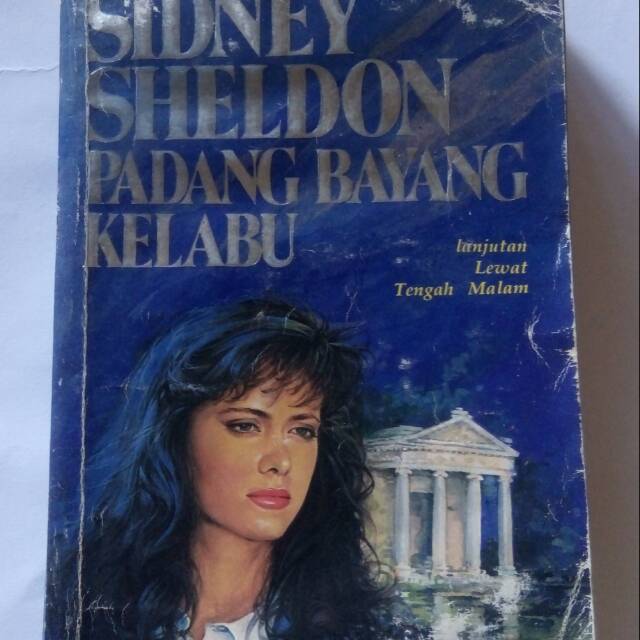 SIDNEY
SHELDON
PADANG BAYANG
KELABU
lanjutan
Lewat
Tengah Malam